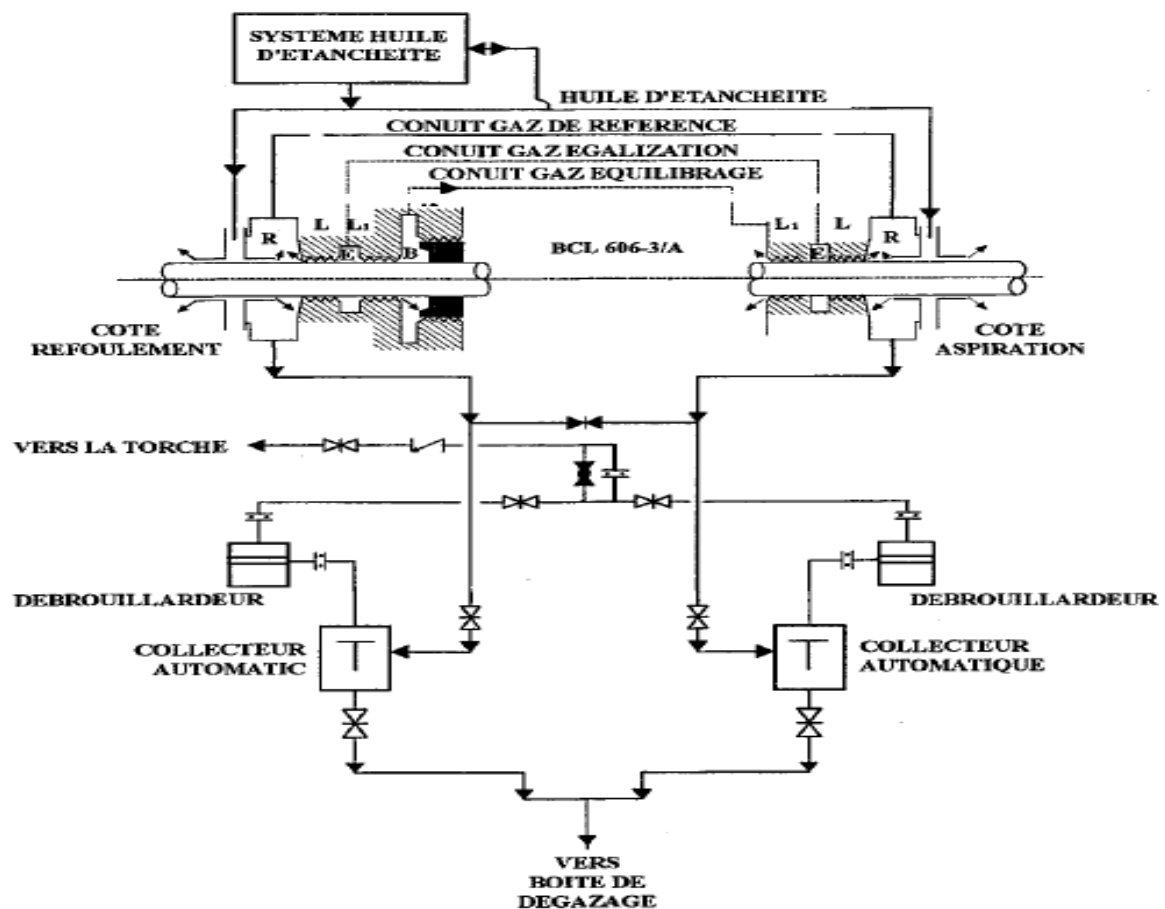 SYSTEME HUILE
D'ETANCHEITE
HUILE D'ETANCHEITE
CONUIT GAZ DE REFERENCE
CONUIT GAZ EGALIZATION
CONDUIT GAZ EQUILIBRAGE
R
L
L1
E
B
BCL 606-3/A
L1
L
E
R
COTE
REFOULEMENT
COTE
ASPIRATION
VERS LA TORCHE
DEBROUILLARDEUR
DEBROUILLARDEUR
COLLECTEUR
AUTOMATIC
COLLECTEUR
AUTOMATIQUE
VERS
BOITE DE
DEGAZAGE